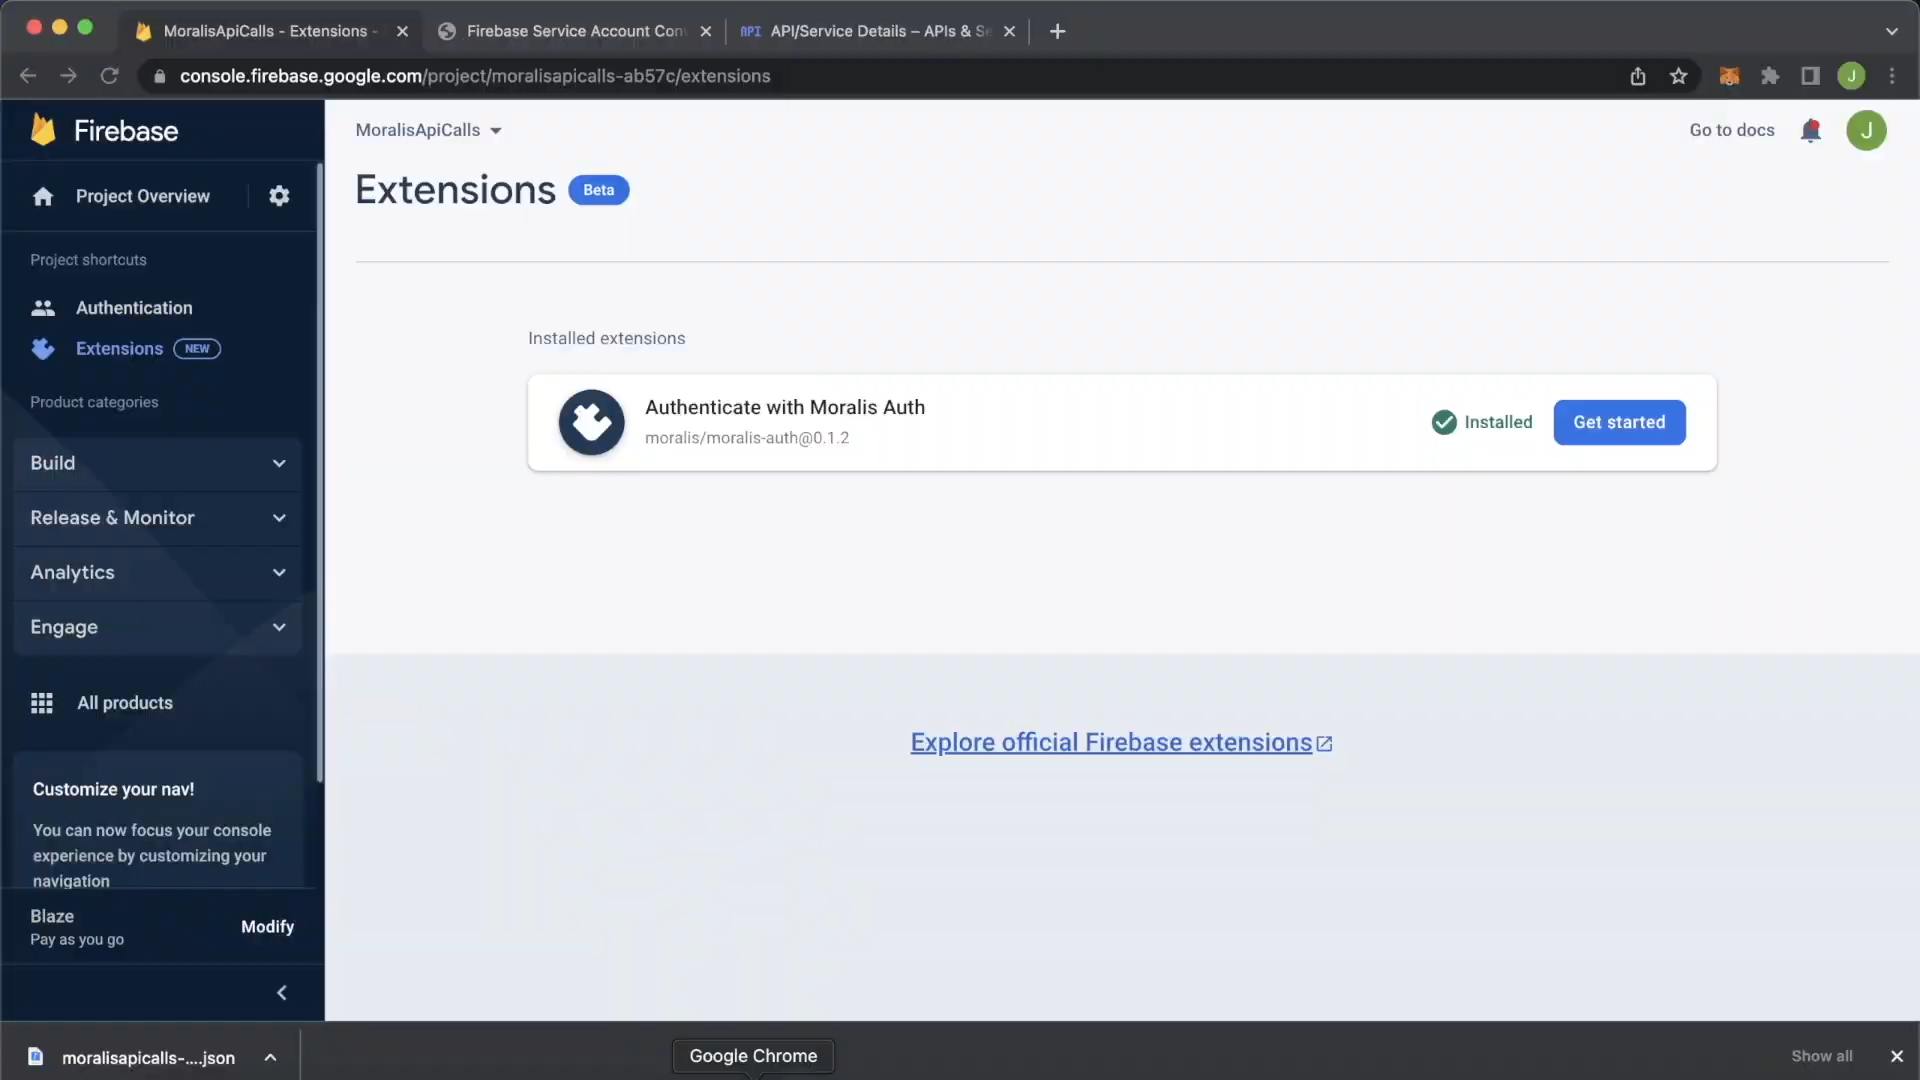 MoralisApiCalls - Extensions -
Firebase Service Account Con
API API/Service Details – APIs & Se
console.firebase.google.com/project/moralisapicalls-ab57c/extensions
J
Firebase
MoralisApiCalls
Go to docs
J
Extensions Beta
Project Overview
Project shortcuts
Authentication
Extensions NEW
Product categories
Build
Release & Monitor
Analytics
Engage
All products
Installed extensions
Authenticate with Moralis Auth
moralis/moralis-auth@0.1.2
Installed
Get started
Explore official Firebase extensions
Customize your nav!
You can now focus your console
experience by customizing your
navigation
Blaze
Pay as you go
Modify
moralisapicalls-....json
Google Chrome
Show all